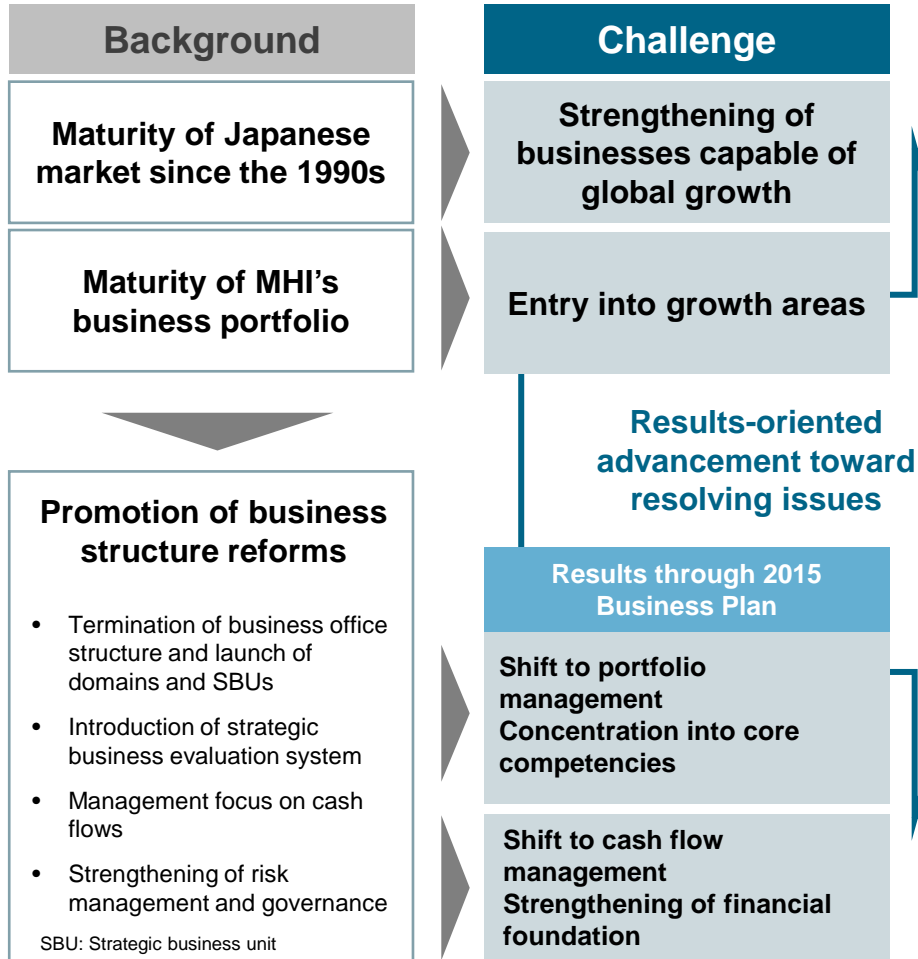 Background
Maturity of Japanese
market since the 1990s
Maturity of MHI's
business portfolio
Promotion of business
structure reforms
• Termination of business office
structure and launch of
domains and SBUs
• Introduction of strategic
business evaluation system
• Management focus on cash
flows
• Strengthening of risk
management and governance
SBU: Strategic business unit
Challenge
Strengthening of
businesses capable of
global growth
Entry into growth areas
Results-oriented
advancement toward
resolving issues
Results through 2015
Business Plan
Shift to portfolio
management
Concentration into core
competencies
Shift to cash flow
management
Strengthening of financial
foundation